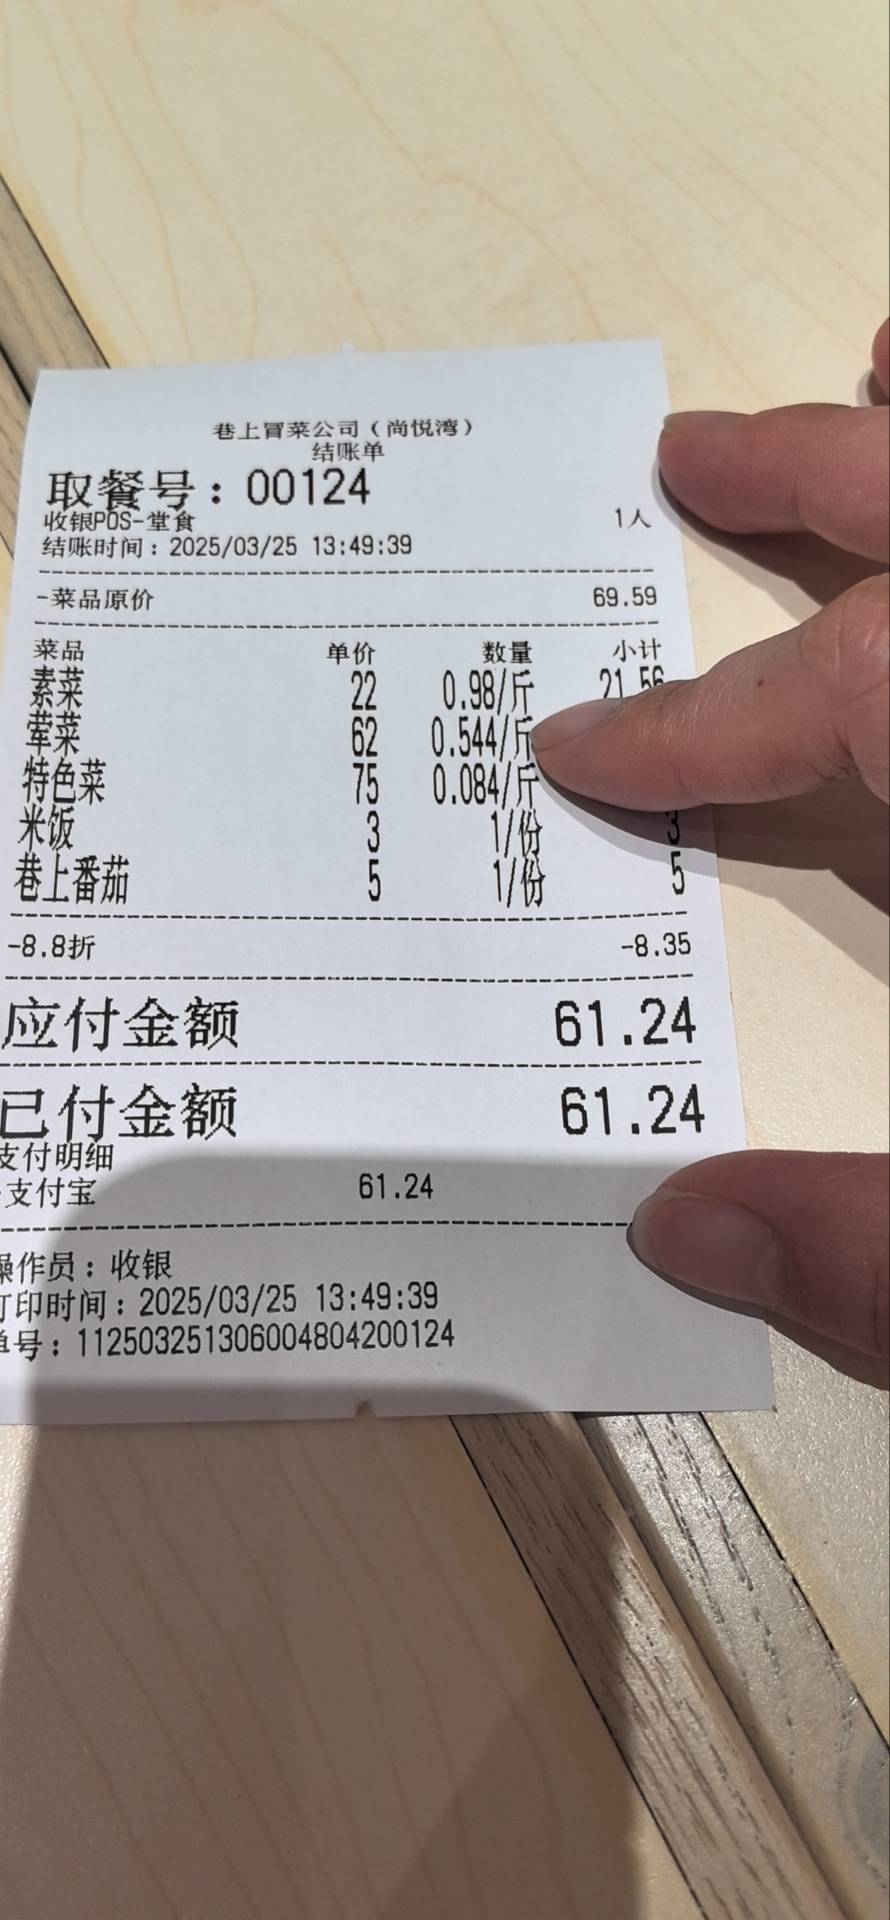 巷上冒菜公司（尚悦湾）
结账单
取餐号：00124
收银POS-堂食 1人
结账时间：2025/03/25 13:49:39
-菜品原价 69.59
菜品 单价 数量 小计
素菜 22 0.98/斤 21.56
荤菜 62 0.544/斤
特色菜 75 0.084/斤
米饭 3 1/份 3
巷上番茄 5 1/份 5
-8.8折 -8.35
应付金额 61.24
已付金额 61.24
支付明细
-支付宝 61.24
操作员：收银
打印时间：2025/03/25 13:49:39
单号：112503251306004804200124